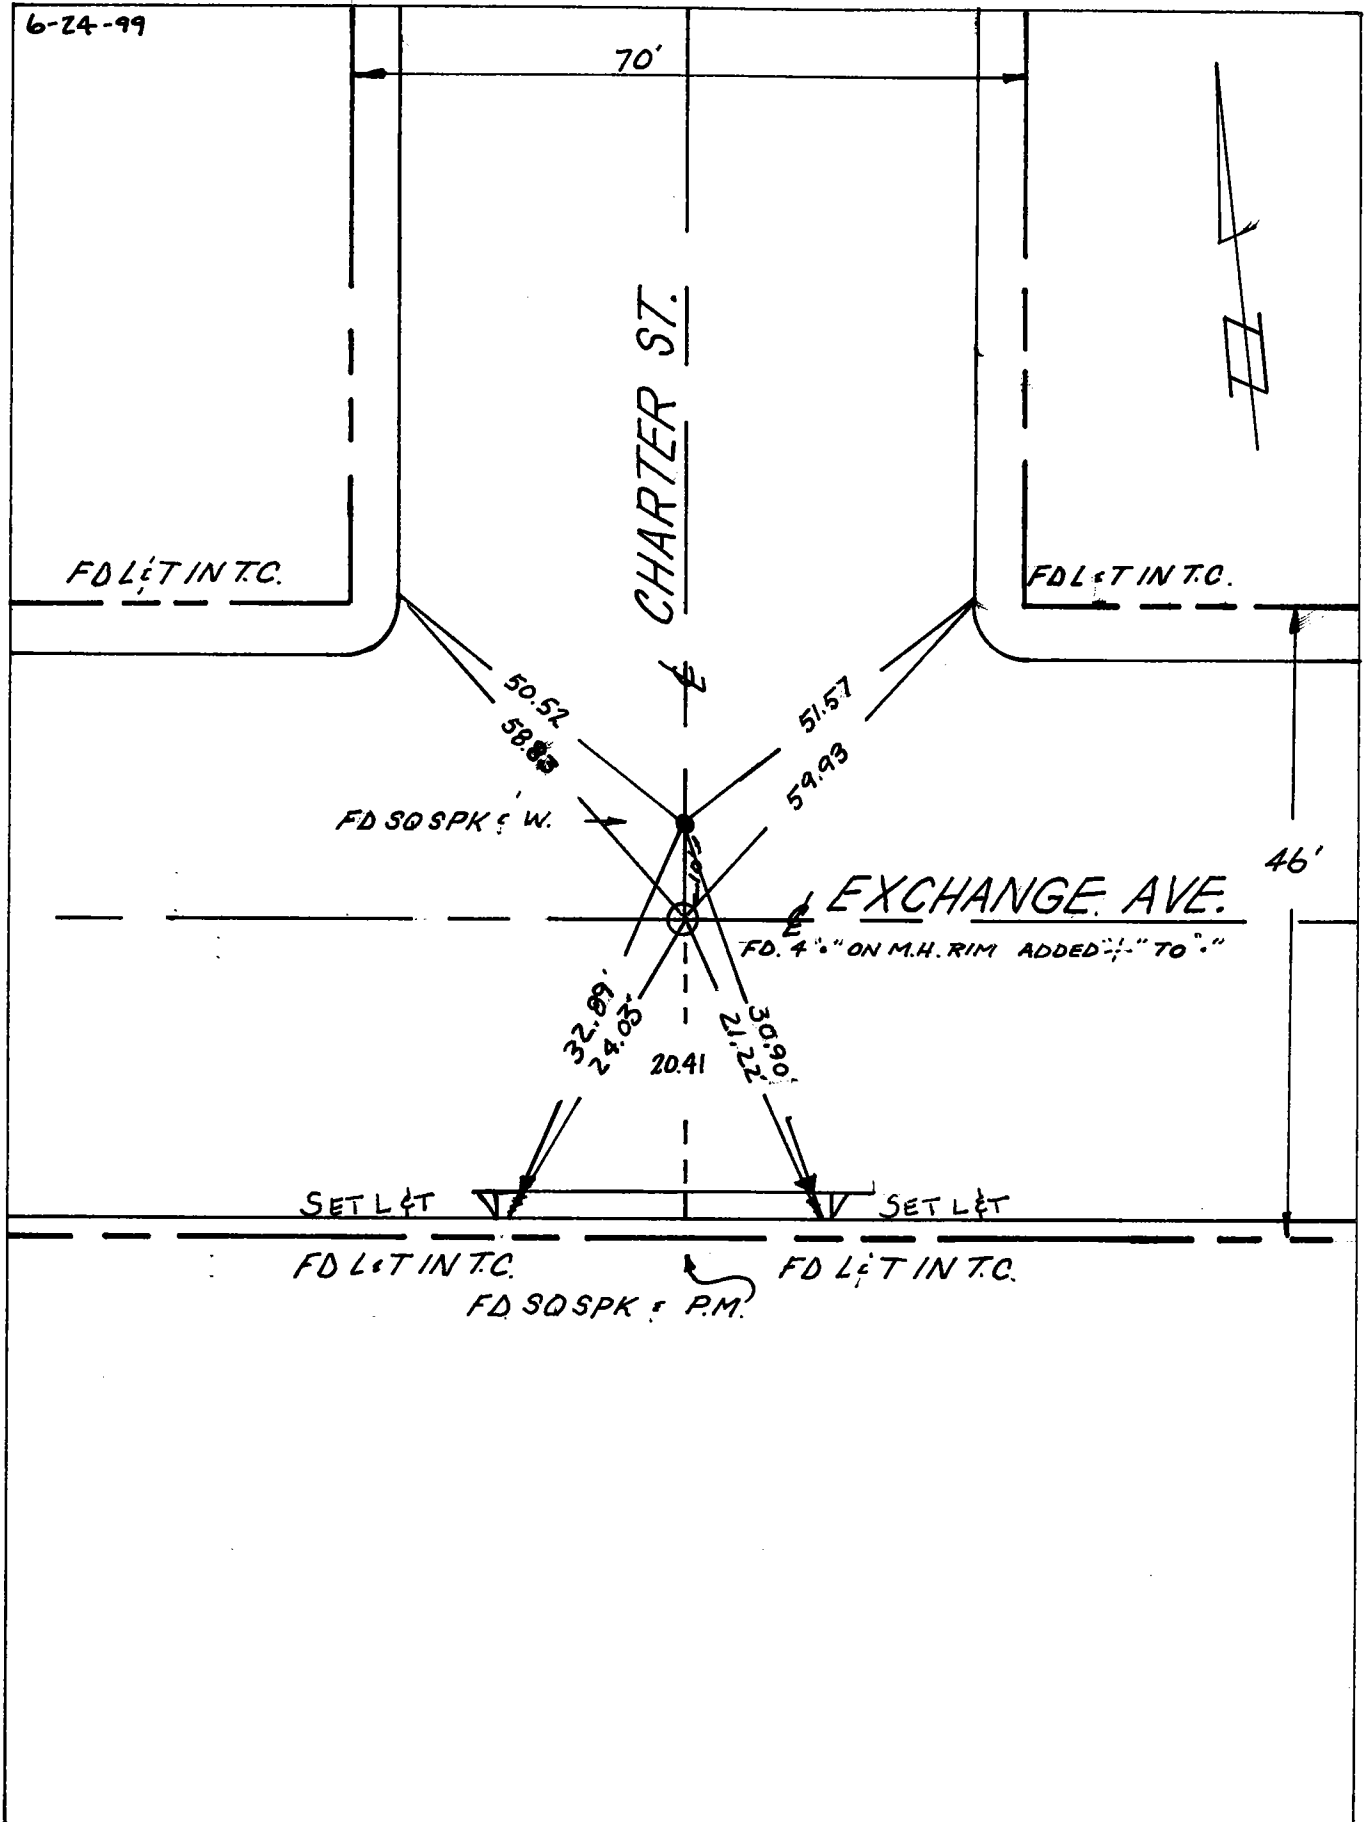 6-24-99
70'
CHARTER ST.
FD L&T IN T.C.
FD L&T IN T.C.
50.52
51.57
59.93
FD SQ SPK & W.
46'
EXCHANGE AVE.
FD. 4 "." ON M.H. RIM ADDED "+" TO "."
32.89'
24.03'
20.41
30.90'
21.22'
SET L&T
SET L&T
FD L&T IN T.C.
FD L&T IN T.C.
FD SQ SPK & P.M.